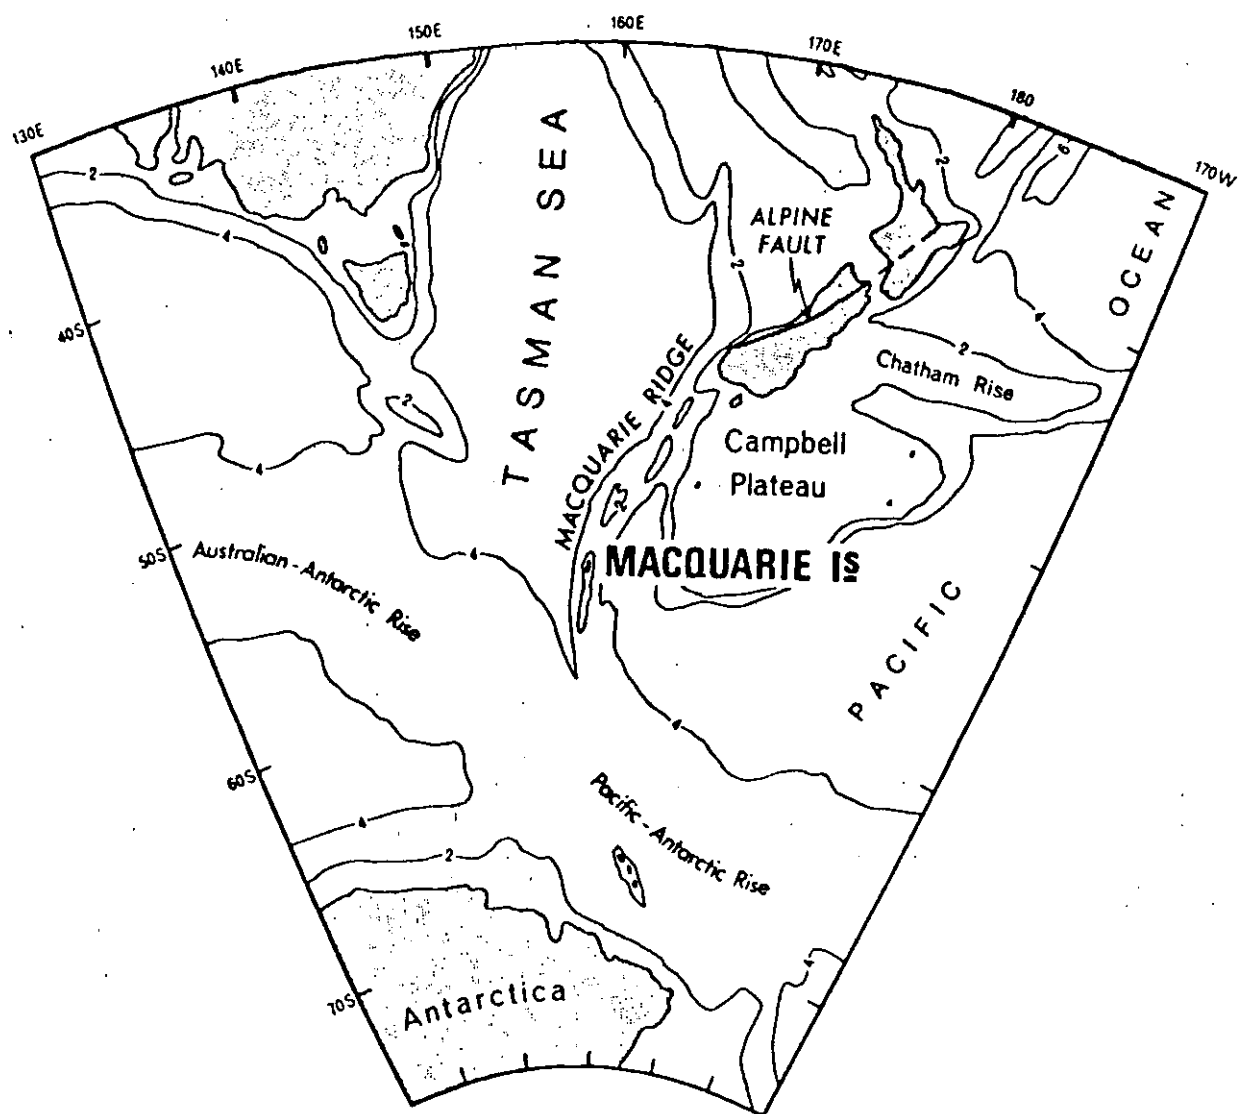 130E
140E
150E
160E
170E
180
170W
2
4
6
2
2
TASMAN SEA
ALPINE
FAULT
OCEAN
40S
4
2
Chatham Rise
2
MACQUARIE RIDGE
Campbell
Plateau
4
2
50S
Australian-Antarctic Rise
4
MACQUARIE IS
PACIFIC
4
60S
4
Pacific-Antarctic Rise
2
4
70S
Antarctica